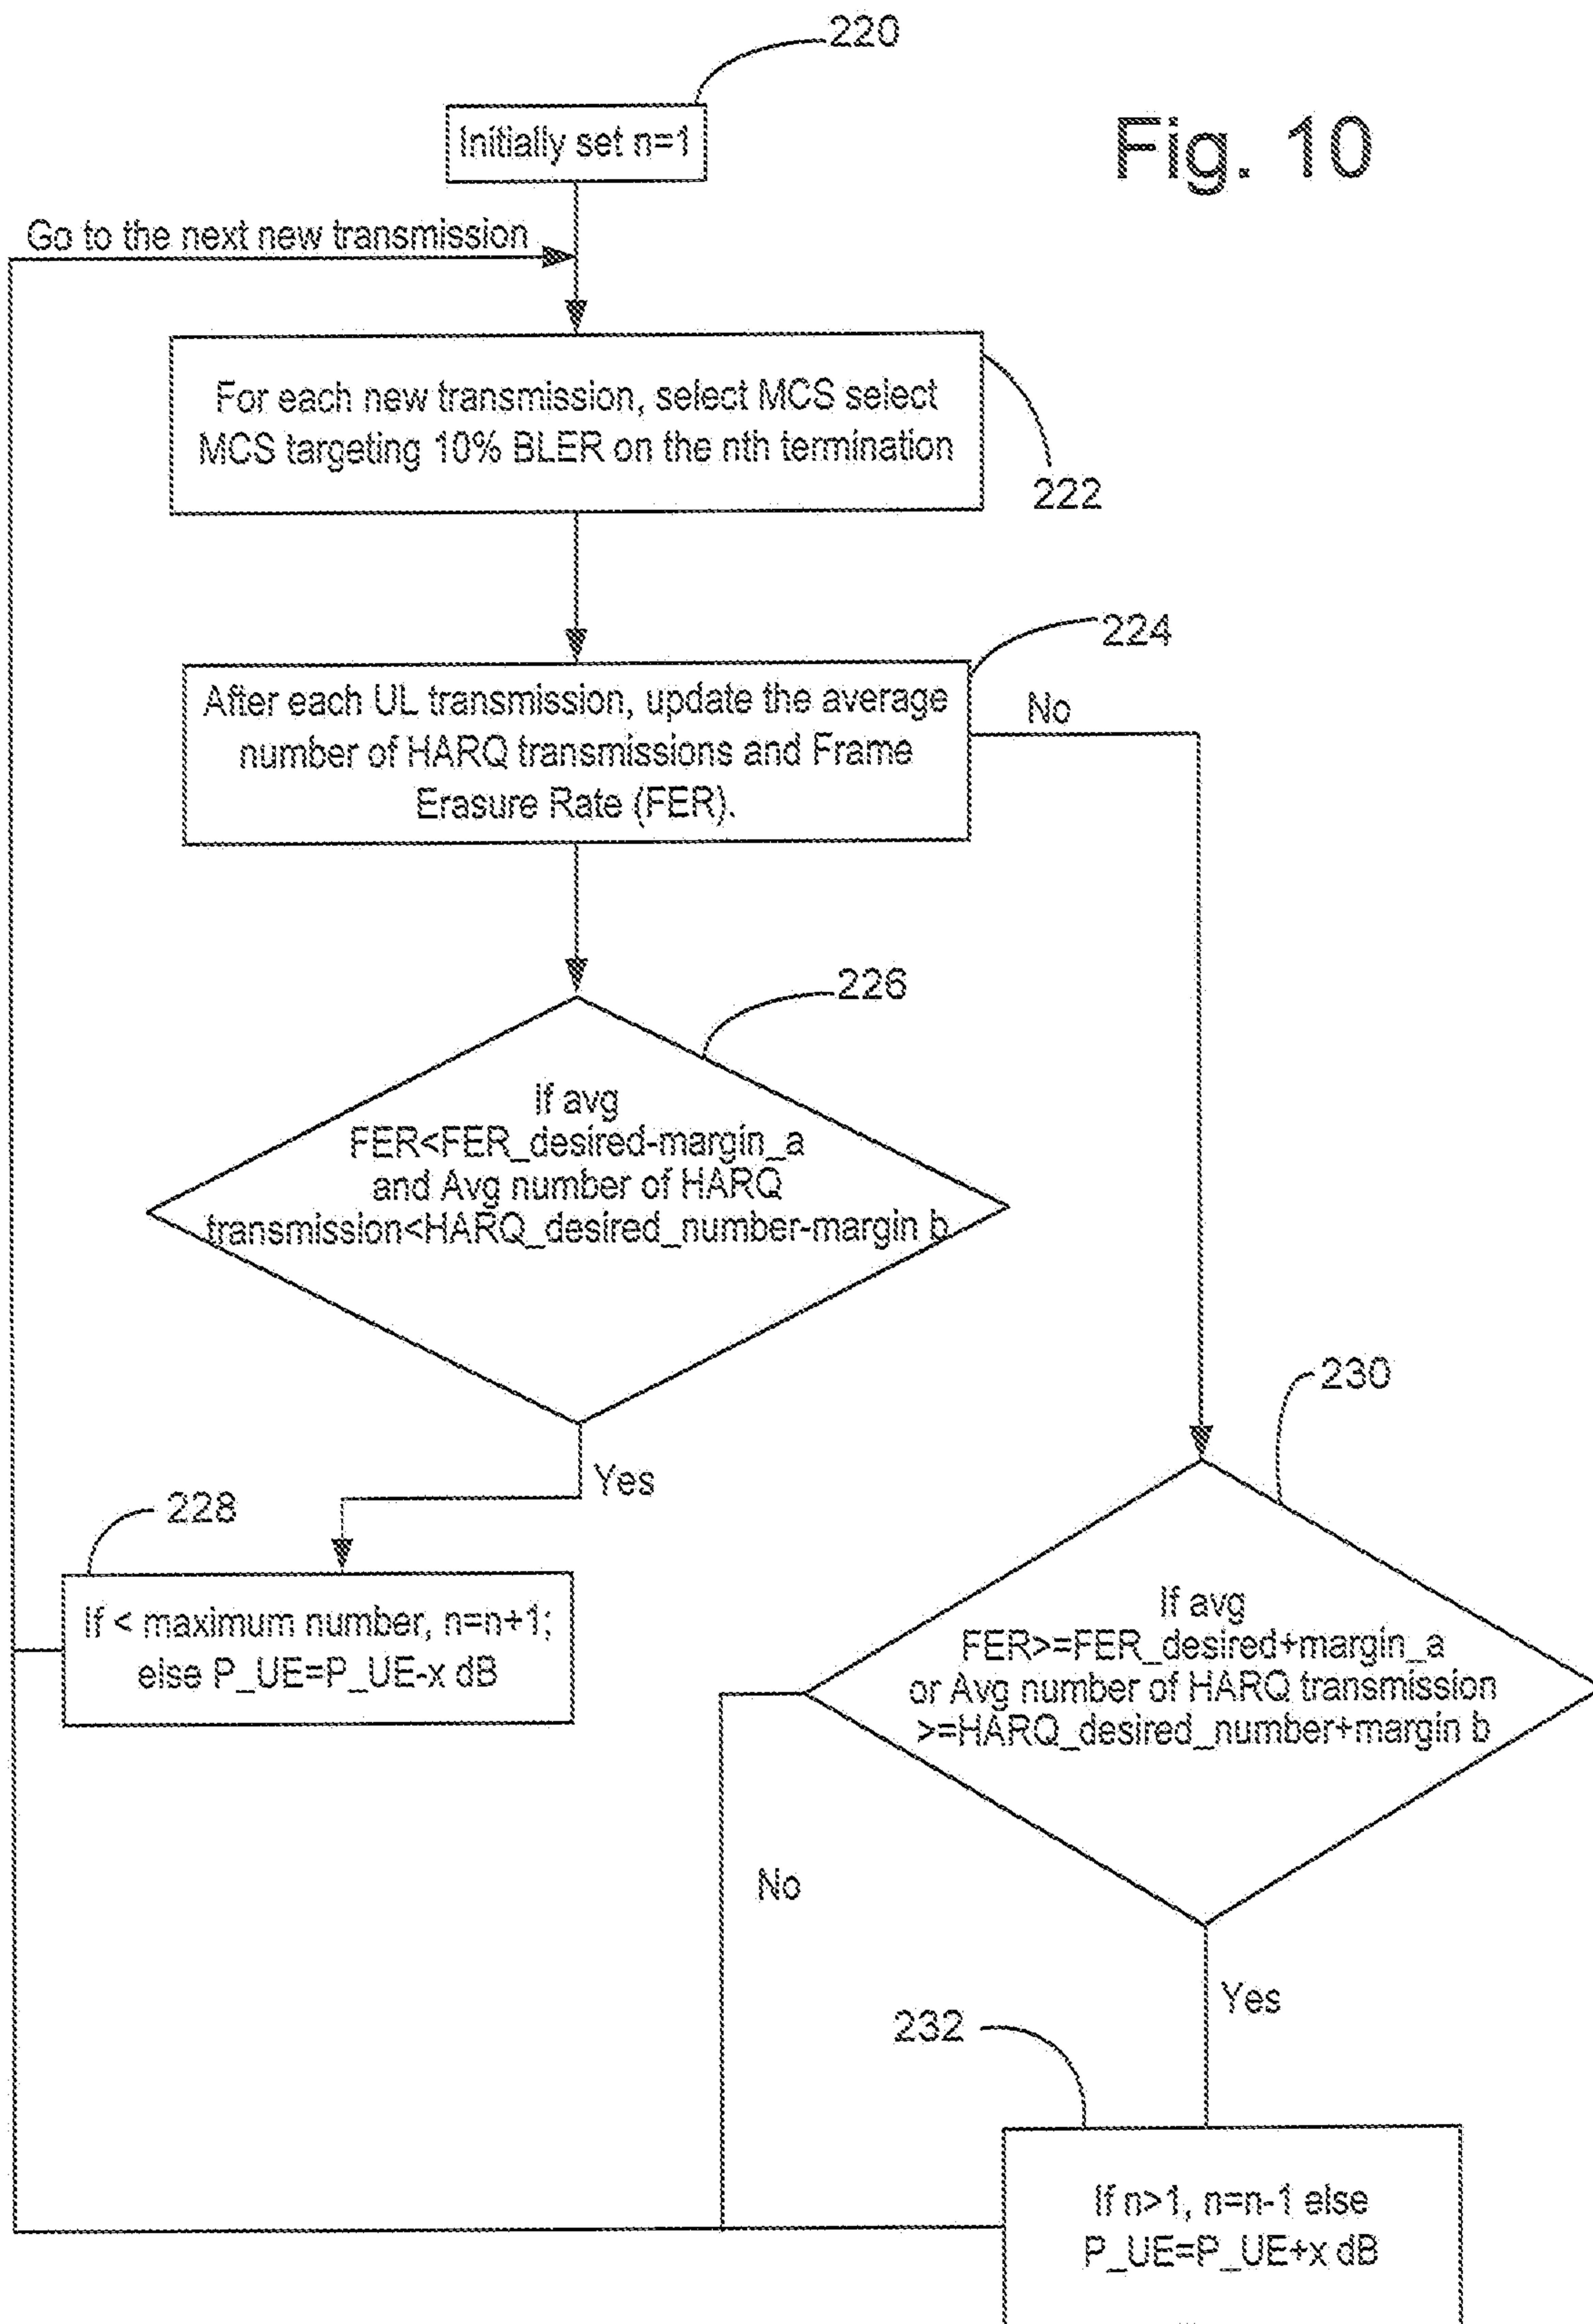 220
Initially set n=1
Fig. 10
Go to the next new transmission
For each new transmission, select MCS select
MCS targeting 10% BLER on the nth termination
222
224
After each UL transmission, update the average
number of HARQ transmissions and Frame
Erasure Rate (FER).
No
226
If avg
FER<FER_desired-margin_a
and Avg number of HARQ
transmission<HARQ_desired_number-margin b
Yes
228
If < maximum number, n=n+1;
else P_UE=P_UE-x dB
230
If avg
FER>=FER_desired+margin_a
or Avg number of HARQ transmission
>=HARQ_desired_number+margin b
No
Yes
232
If n>1, n=n-1 else
P_UE=P_UE+x dB